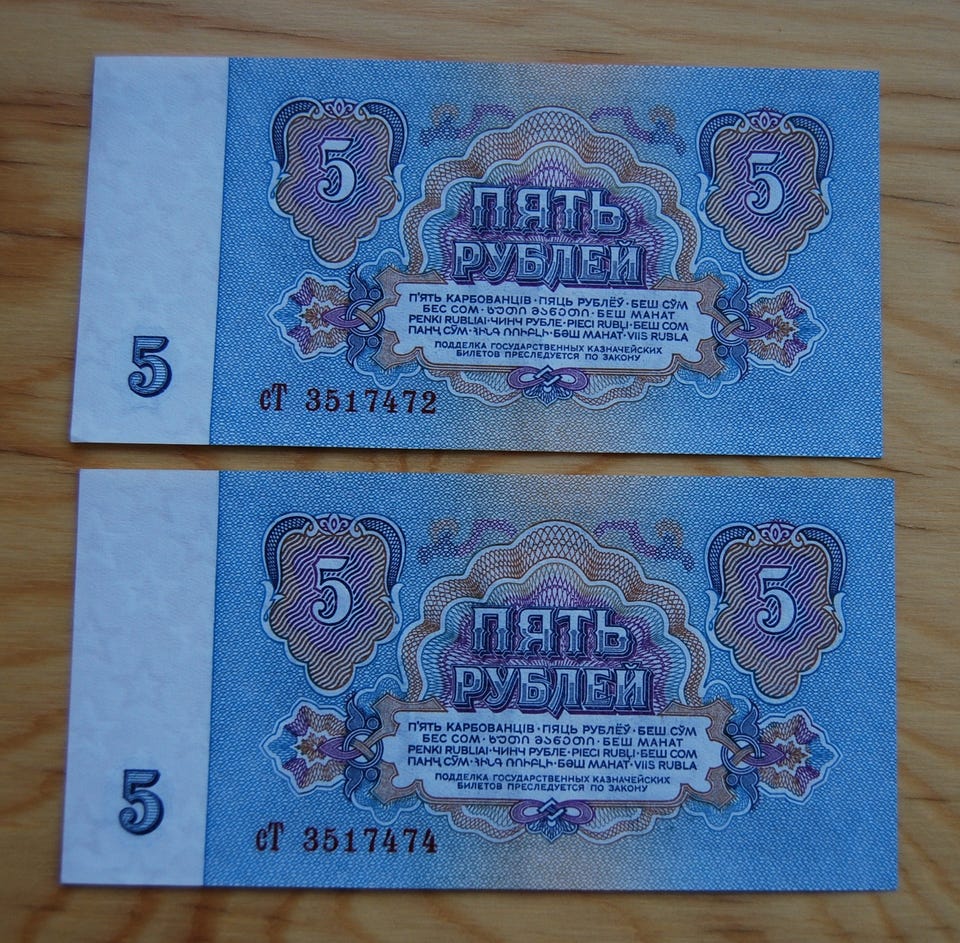 5 5
ПЯТЬ
РУБЛЕЙ
П'ЯТЬ КАРБОВАНЦІВ · ПЯЦЬ РУБЛЁЎ · БЕШ СЎМ
БЕС СОМ · ხუთი მანეთი · БЕШ МАНАТ
PENKI RUBLIAI · ЧИНЧ РУБЛЕ · PIECI RUBĻI · БЕШ СОМ
ПАНҶ СЎМ · ՀԻՆԳ ՌՈՒԲԼԻ · БӘШ МАНАТ · VIIS RUBLA
ПОДДЕЛКА ГОСУДАРСТВЕННЫХ КАЗНАЧЕЙСКИХ
БИЛЕТОВ ПРЕСЛЕДУЕТСЯ ПО ЗАКОНУ
5
сТ 3517472
5 5
ПЯТЬ
РУБЛЕЙ
П'ЯТЬ КАРБОВАНЦІВ · ПЯЦЬ РУБЛЁЎ · БЕШ СЎМ
БЕС СОМ · ხუთი მანეთი · БЕШ МАНАТ
PENKI RUBLIAI · ЧИНЧ РУБЛЕ · PIECI RUBĻI · БЕШ СОМ
ПАНҶ СЎМ · ՀԻՆԳ ՌՈՒԲԼԻ · БӘШ МАНАТ · VIIS RUBLA
ПОДДЕЛКА ГОСУДАРСТВЕННЫХ КАЗНАЧЕЙСКИХ
БИЛЕТОВ ПРЕСЛЕДУЕТСЯ ПО ЗАКОНУ
5
сТ 3517474